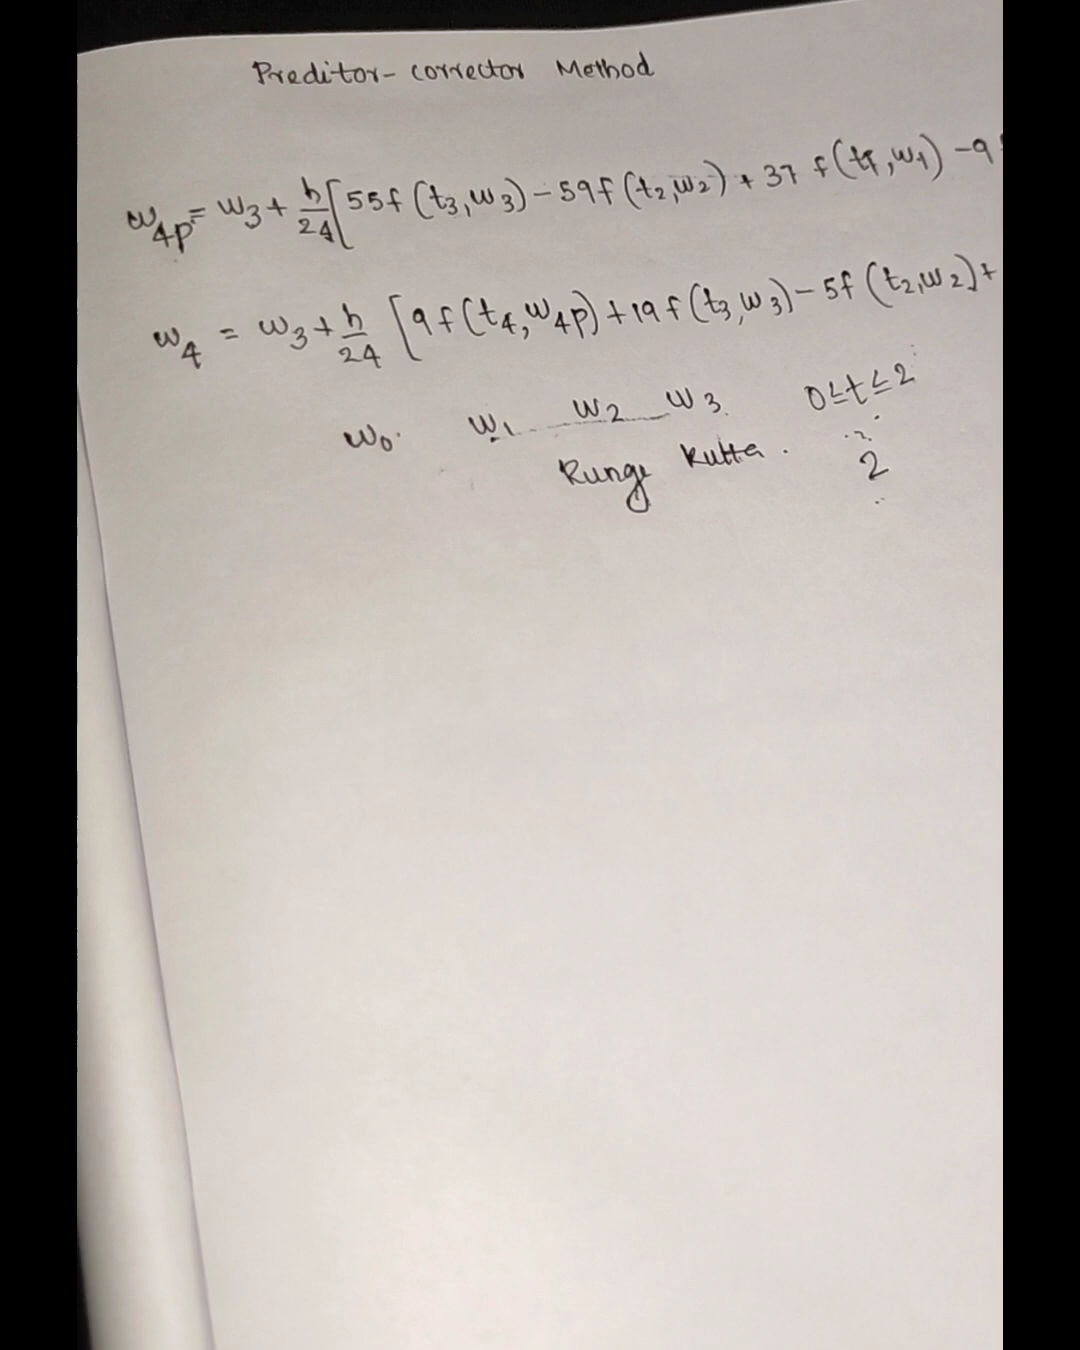 Preditor- corrector Method
w4p = w3 + h/24 [55f (t3, w3) - 59f (t2, w2) + 37 f(t1, w1) - 9
w4 = w3 + h/24 [9f (t4, w4p) + 19f (t3, w3) - 5f (t2, w2) +
w0 w1 w2 w3 0≤t≤2
Runge Kutta. 2